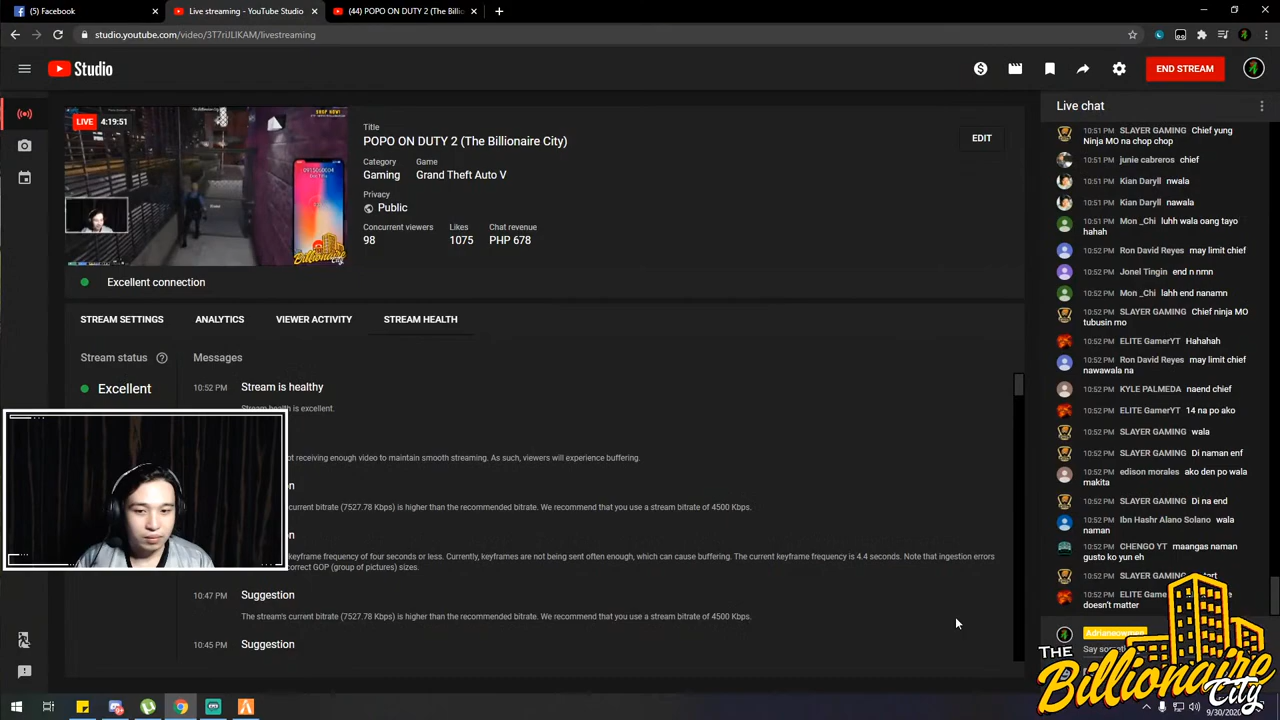 (5) Facebook
Live streaming - YouTube Studio
(44) POPO ON DUTY 2 (The Billion
studio.youtube.com/video/3T7riJLlKAM/livestreaming
Studio
END STREAM
LIVE 4:19:51
Title
POPO ON DUTY 2 (The Billionaire City)
EDIT
Category Game
Gaming Grand Theft Auto V
Privacy
Public
Concurrent viewers Likes Chat revenue
98 1075 PHP 678
Excellent connection
STREAM SETTINGS ANALYTICS VIEWER ACTIVITY STREAM HEALTH
Stream status Messages
Excellent
10:52 PM Stream is healthy
Stream health is excellent.
not receiving enough video to maintain smooth streaming. As such, viewers will experience buffering.
current bitrate (7527.78 Kbps) is higher than the recommended bitrate. We recommend that you use a stream bitrate of 4500 Kbps.
keyframe frequency of four seconds or less. Currently, keyframes are not being sent often enough, which can cause buffering. The current keyframe frequency is 4.4 seconds. Note that ingestion errors
correct GOP (group of pictures) sizes.
10:47 PM Suggestion
The stream's current bitrate (7527.78 Kbps) is higher than the recommended bitrate. We recommend that you use a stream bitrate of 4500 Kbps.
10:45 PM Suggestion
Live chat
10:51 PM SLAYER GAMING Chief yung
Ninja MO na chop chop
10:51 PM junie cabreros chief
10:51 PM Kian Daryll nwala
10:51 PM Kian Daryll nawala
10:51 PM Mon_Chi luhh wala oang tayo
hahah
10:52 PM Ron David Reyes may limit chief
10:52 PM Jonel Tingin end n nmn
10:52 PM Mon_Chi lahh end nanamn
10:52 PM SLAYER GAMING Chief ninja MO
tubusin mo
10:52 PM ELITE GamerYT Hahahah
10:52 PM Ron David Reyes may limit chief
nawawala na
10:52 PM KYLE PALMEDA naend chief
10:52 PM ELITE GamerYT 14 na po ako
10:52 PM SLAYER GAMING wala
10:52 PM SLAYER GAMING Di naman enf
10:52 PM edison morales ako den po wala
makita
10:52 PM SLAYER GAMING Di na end
10:52 PM Ibn Hashr Alano Solano wala
naman
10:52 PM CHENGO YT maangas naman
gusto ko yun eh
10:52 PM SLAYER GAMING
10:52 PM ELITE
doesn't matter
Adrianeowmen
THE
Billionaire
City
9/30/2020